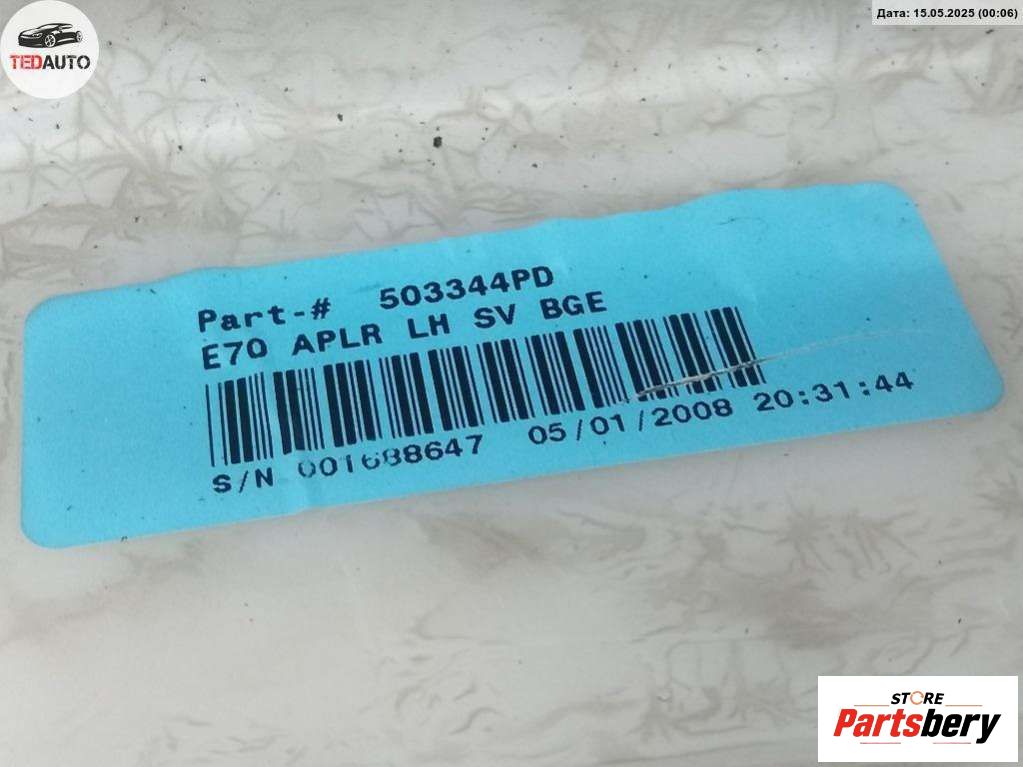 Дата: 15.05.2025 (00:06)
TEDAUTO
Part-# 503344PD
E70 APLR LH SV BGE
S/N 001688647 05/01/2008 20:31:44
STORE
Partsbery